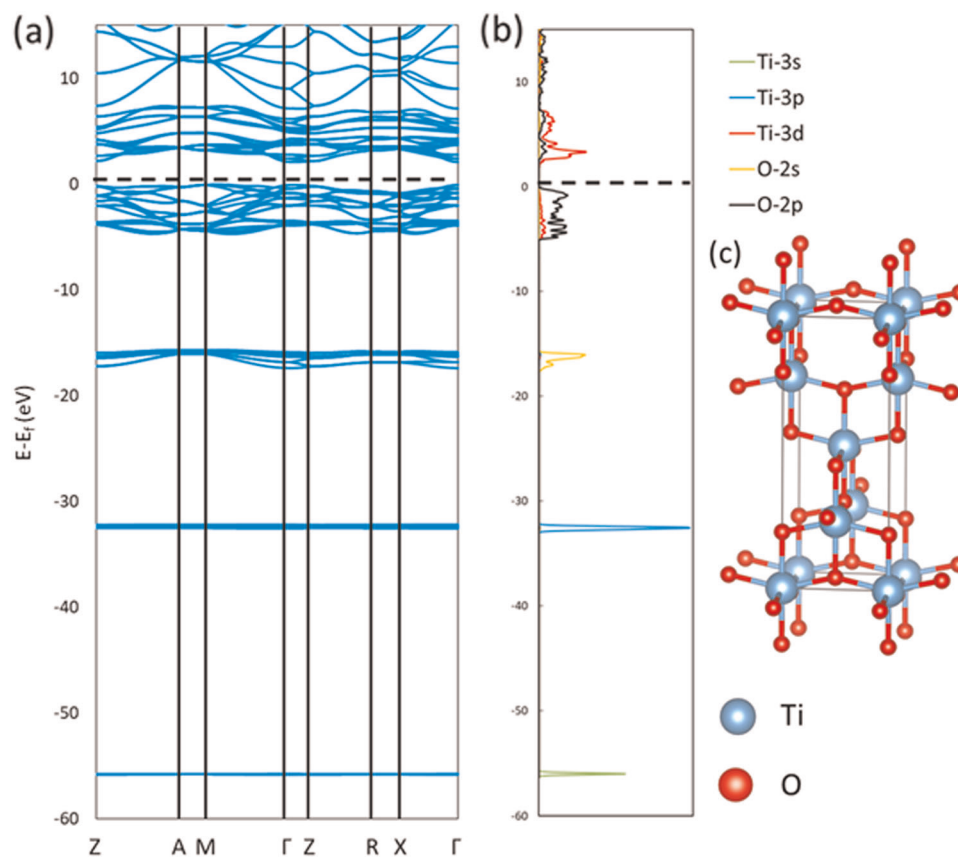 (a)
10
0
-10
-20
-30
-40
-50
-60
E-Ef (eV)
Z A M Γ Z R X Γ
(b)
10
0
-10
-20
-30
-40
-50
-60
Ti-3s
Ti-3p
Ti-3d
O-2s
O-2p
(c)
Ti
O